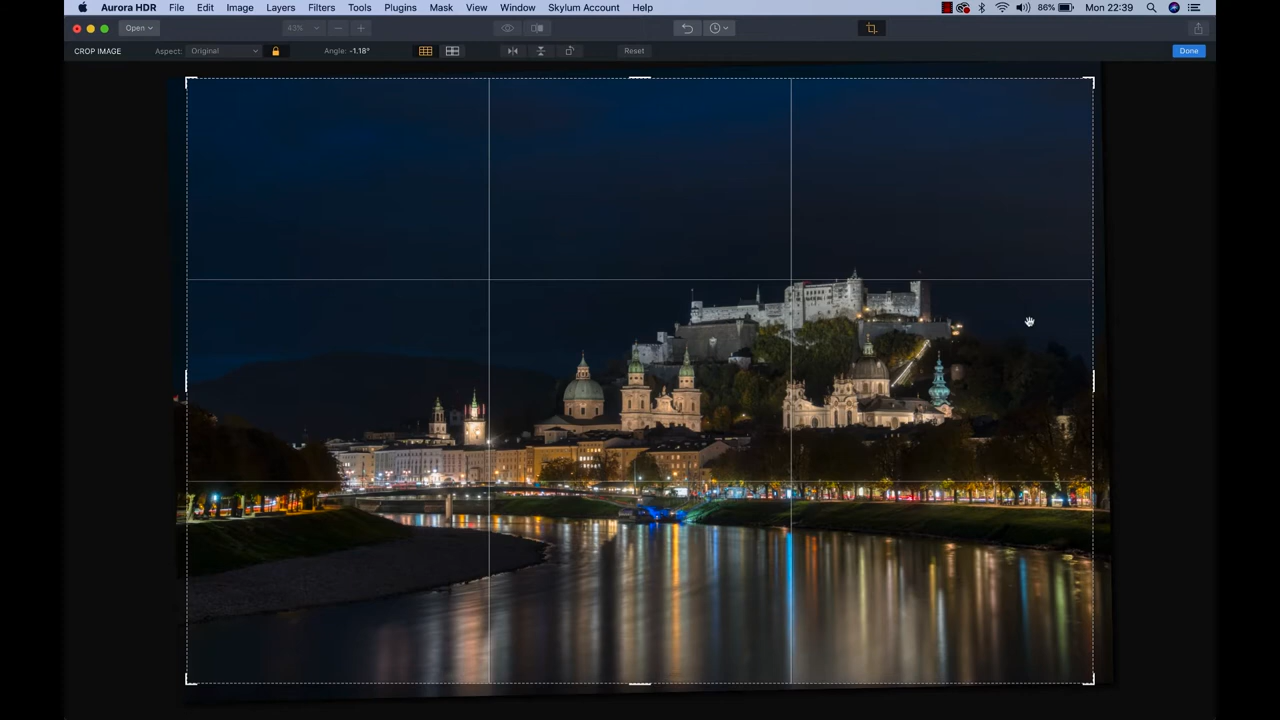 Aurora HDR File Edit Image Layers Filters Tools Plugins Mask View Window Skylum Account Help 86% Mon 22:39
Open 43%
CROP IMAGE Aspect: Original Angle: -1.18° Reset Done